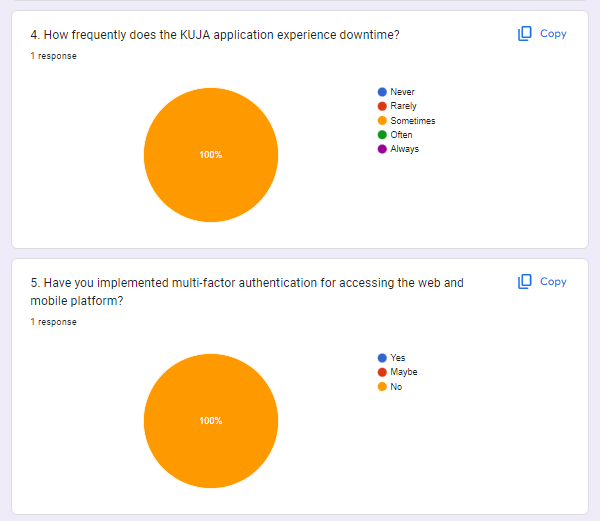 4. How frequently does the KUJA application experience downtime?
Copy
1 response
100%
Never
Rarely
Sometimes
Often
Always
5. Have you implemented multi-factor authentication for accessing the web and
mobile platform?
Copy
1 response
100%
Yes
Maybe
No